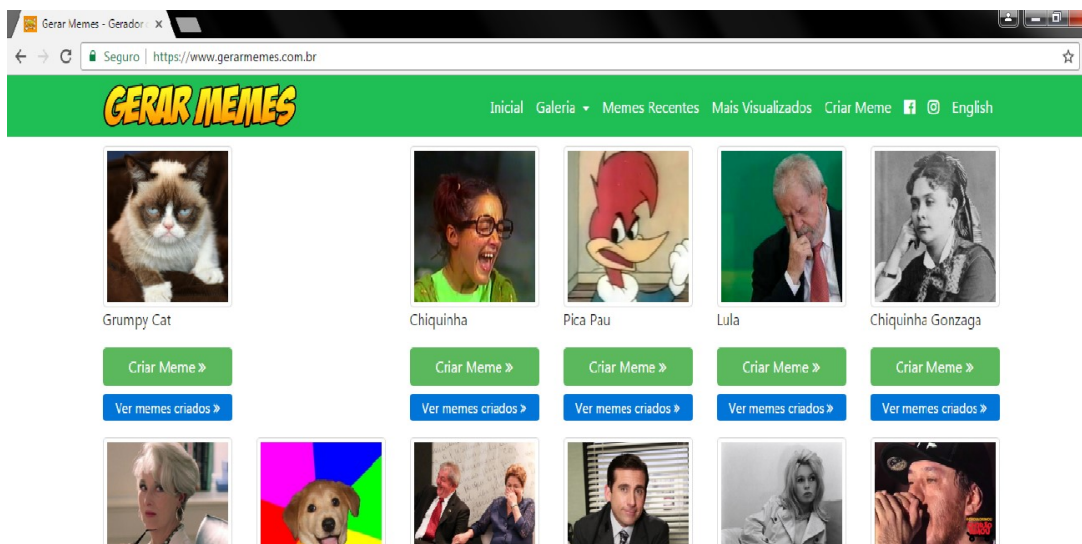 Gerar Memes - Gerador
Seguro | https://www.gerarmemes.com.br
GERAR MEMES
Inicial Galeria Memes Recentes Mais Visualizados Criar Meme English
Grumpy Cat Chiquinha Pica Pau Lula Chiquinha Gonzaga
Criar Meme » Criar Meme » Criar Meme » Criar Meme » Criar Meme »
Ver memes criados » Ver memes criados » Ver memes criados » Ver memes criados » Ver memes criados »